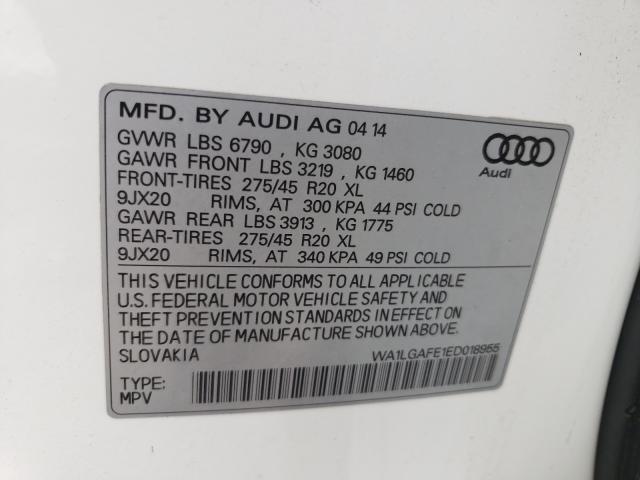 MFD. BY AUDI AG 04 14
GVWR LBS 6790 , KG 3080
GAWR FRONT LBS 3219 , KG 1460
FRONT-TIRES 275/45 R20 XL
9JX20 RIMS, AT 300 KPA 44 PSI COLD
GAWR REAR LBS 3913 , KG 1775
REAR-TIRES 275/45 R20 XL
9JX20 RIMS, AT 340 KPA 49 PSI COLD
Audi
THIS VEHICLE CONFORMS TO ALL APPLICABLE
U.S. FEDERAL MOTOR VEHICLE SAFETY AND
THEFT PREVENTION STANDARDS IN EFFECT ON
THE DATE OF MANUFACTURE SHOWN ABOVE
SLOVAKIA
WA1LGAFE1ED018955
TYPE:
MPV